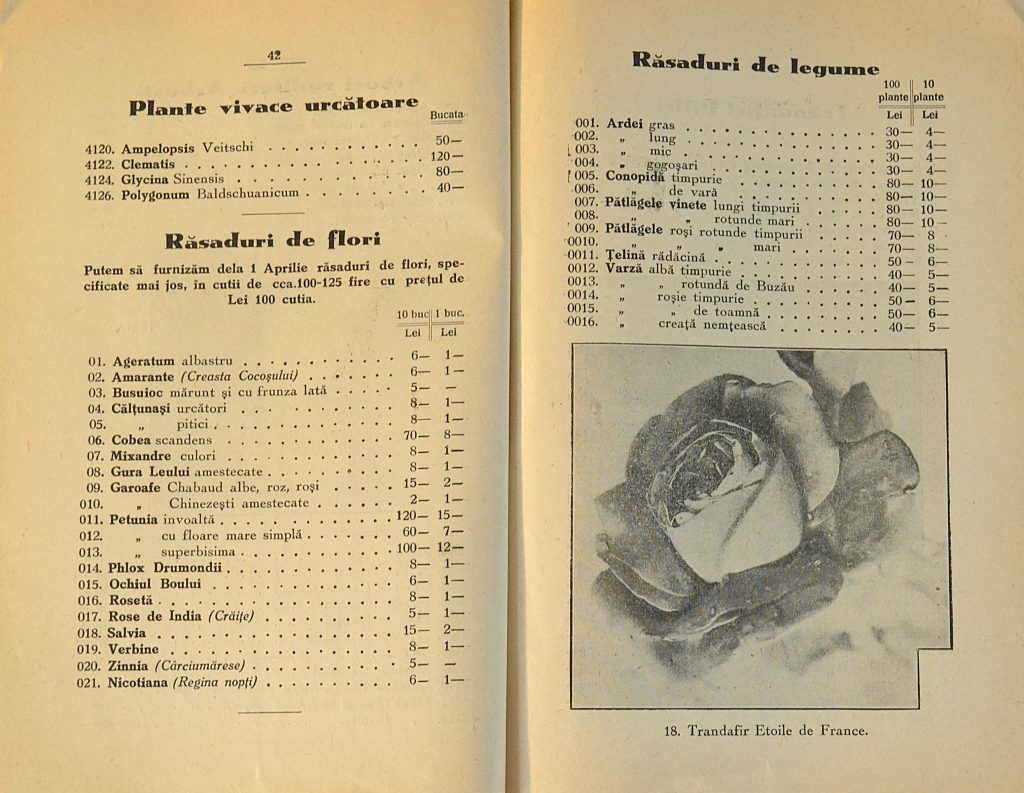 42
Plante vivace urcătoare
Bucata
4120. Ampelopsis Veitschi . . . . . . . . . . 50—
4122. Clematis . . . . . . . . . . . . . . 120—
4124. Glycina Sinensis . . . . . . . . . . . . 80—
4126. Polygonum Baldschuanicum . . . . . . . . 40—
Răsaduri de flori
Putem să furnizăm dela 1 Aprilie răsaduri de flori, spe-
cificate mai jos, în cutii de cca.100-125 fire cu prețul de
Lei 100 cutia.
10 buc. 1 buc.
Lei Lei
01. Ageratum albastru . . . . . . . . . . . . 6— 1—
02. Amarante (Creasta Cocoşului) . . . . . . . 6— 1—
03. Busuioc mărunt şi cu frunza lată . . . . . 5— —
04. Călțunaşi urcători . . . . . . . . . . . . 8— 1—
05. „ pitici . . . . . . . . . . . . . 8— 1—
06. Cobea scandens . . . . . . . . . . . . . 70— 8—
07. Mixandre culori . . . . . . . . . . . . . 8— 1—
08. Gura Leului amestecate . . . . . . . . . . 8— 1—
09. Garoafe Chabaud albe, roz, roşi . . . . . 15— 2—
010. „ Chinezeşti amestecate . . . . . . 2— 1—
011. Petunia invoaltă . . . . . . . . . . . . . 120— 15—
012. „ cu floare mare simplă . . . . . . . 60— 7—
013. „ superbisima . . . . . . . . . . . 100— 12—
014. Phlox Drumondii . . . . . . . . . . . . . 8— 1—
015. Ochiul Boului . . . . . . . . . . . . . . 6— 1—
016. Rosetă . . . . . . . . . . . . . . . . . 8— 1—
017. Rose de India (Crăițe) . . . . . . . . . . 5— 1—
018. Salvia . . . . . . . . . . . . . . . . . 15— 2—
019. Verbine . . . . . . . . . . . . . . . . 8— 1—
020. Zinnia (Cârciumărese) . . . . . . . . . . 5— —
021. Nicotiana (Regina nopți) . . . . . . . . . 6— 1—
Răsaduri de legume
100 10
plante plante
Lei Lei
001. Ardei gras . . . . . . . . . . . . . 30— 4—
002. „ lung . . . . . . . . . . . . . 30— 4—
003. „ mic . . . . . . . . . . . . . 30— 4—
004. „ gogoşari . . . . . . . . . . . 30— 4—
005. Conopidă timpurie . . . . . . . . . . 80— 10—
006. „ de vară . . . . . . . . . . 80— 10—
007. Pătlăgele vinete lungi timpurii . . . . . 80— 10—
008. „ „ rotunde mari . . . . . 80— 10—
009. Pătlăgele roşi rotunde timpurii . . . . . 70— 8
0010. „ „ „ mari . . . . . . 70— 8—
0011. Țelină rădăcină . . . . . . . . . . . 50 - 6—
0012. Varză albă timpurie . . . . . . . . . 40— 5—
0013. „ „ rotundă de Buzău . . . . . . 40— 5—
0014. „ roşie timpurie . . . . . . . . . 50— 6—
0015. „ „ de toamnă . . . . . . . . 50— 6—
0016. „ creață nemțească . . . . . . . . 40— 5—
18. Trandafir Etoile de France.